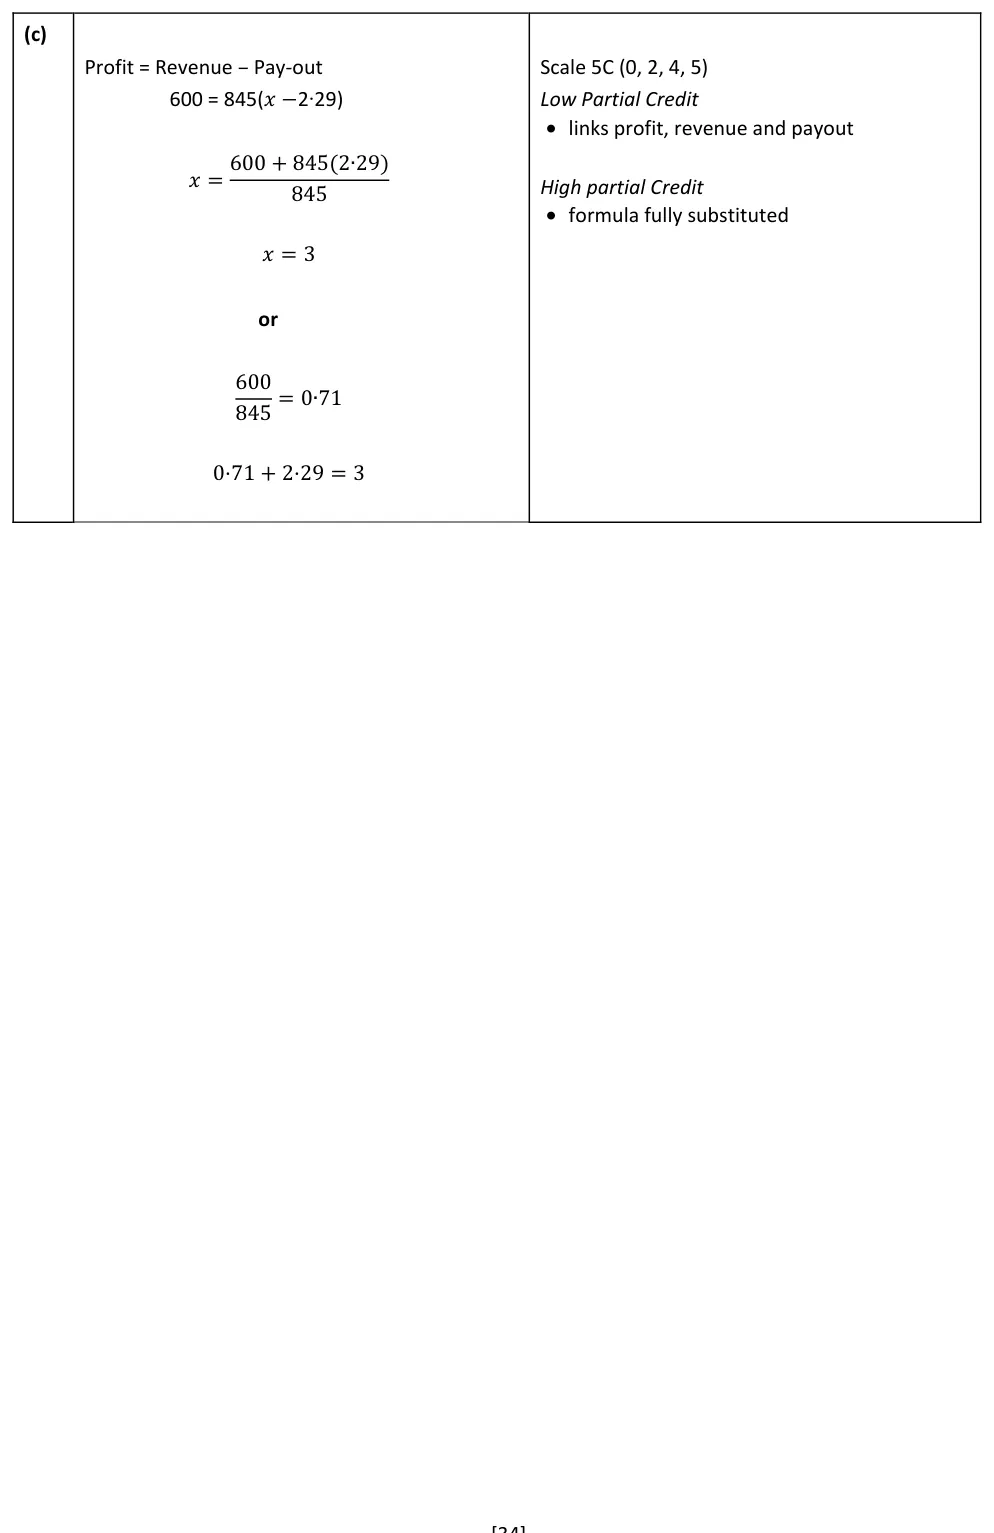 (c)
Profit = Revenue − Pay-out
600 = 845(𝑥 −2·29)
𝑥 = (600 + 845(2·29))/845
𝑥 = 3
or
600/845 = 0·71
0·71 + 2·29 = 3
Scale 5C (0, 2, 4, 5)
Low Partial Credit
• links profit, revenue and payout
High partial Credit
• formula fully substituted